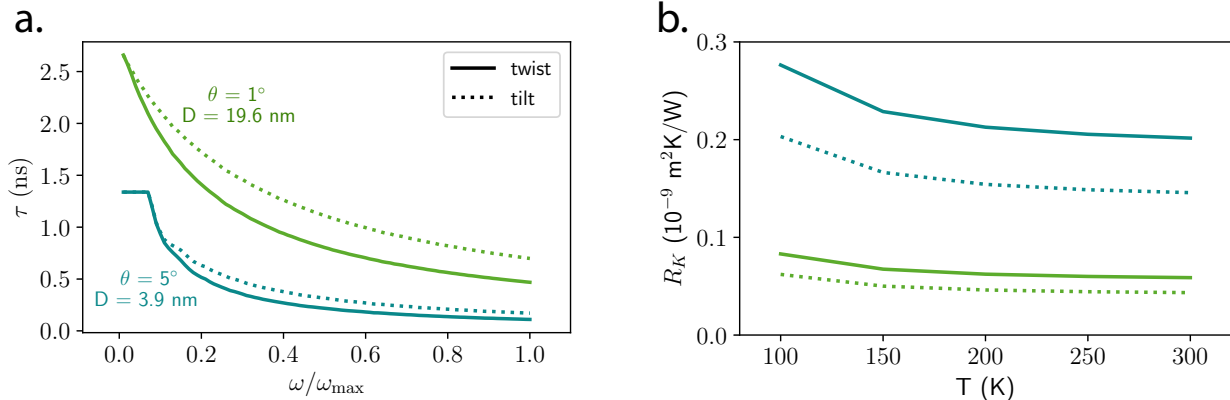 a.
2.5
2.0
1.5
1.0
0.5
0.0
τ (ns)
θ = 1°
D = 19.6 nm
θ = 5°
D = 3.9 nm
twist
tilt
0.0 0.2 0.4 0.6 0.8 1.0
ω/ω_max
b.
0.3
0.2
0.1
0.0
R_K (10⁻⁹ m²K/W)
100 150 200 250 300
T (K)